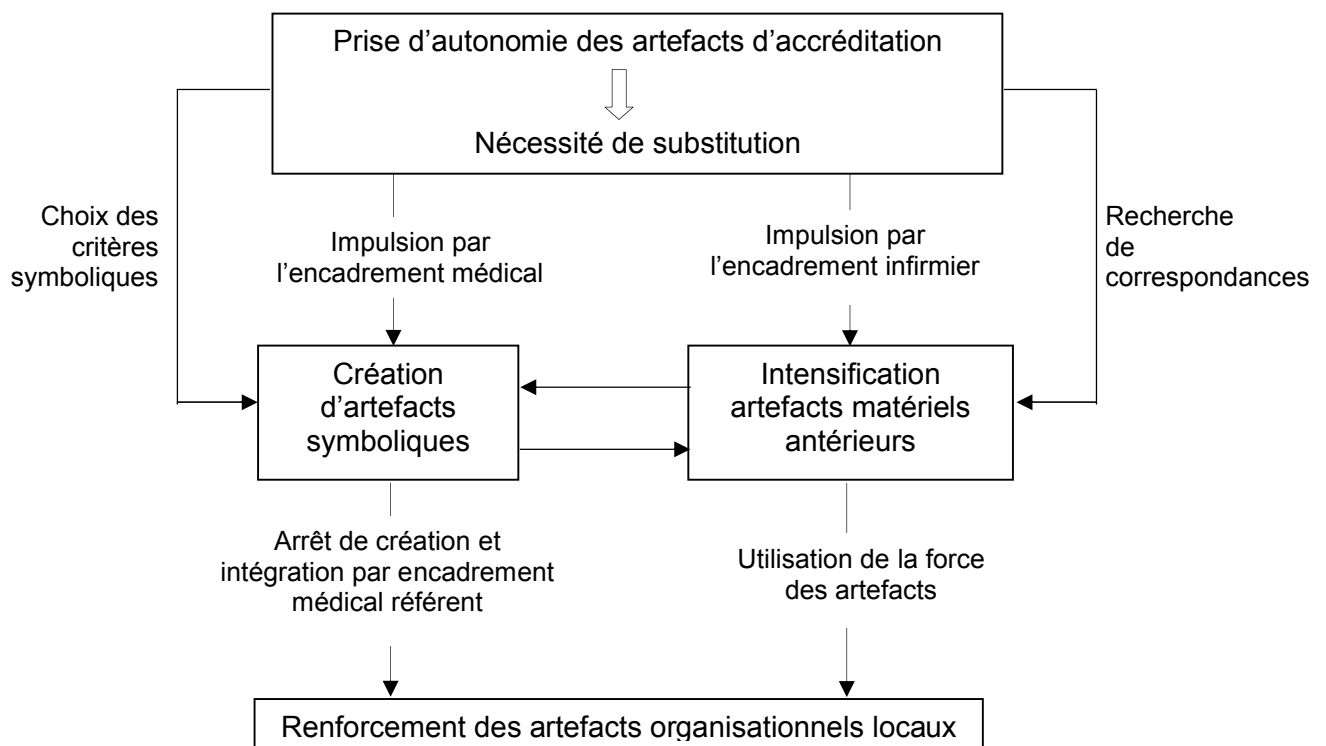 Prise d’autonomie des artefacts d’accréditation
Nécessité de substitution
Choix des
critères
symboliques
Impulsion par
l’encadrement médical
Impulsion par
l’encadrement infirmier
Recherche
de
correspondances
Création
d’artefacts
symboliques
Intensification
artefacts matériels
antérieurs
Arrêt de création et
intégration par encadrement
médical référent
Utilisation de la force
des artefacts
Renforcement des artefacts organisationnels locaux